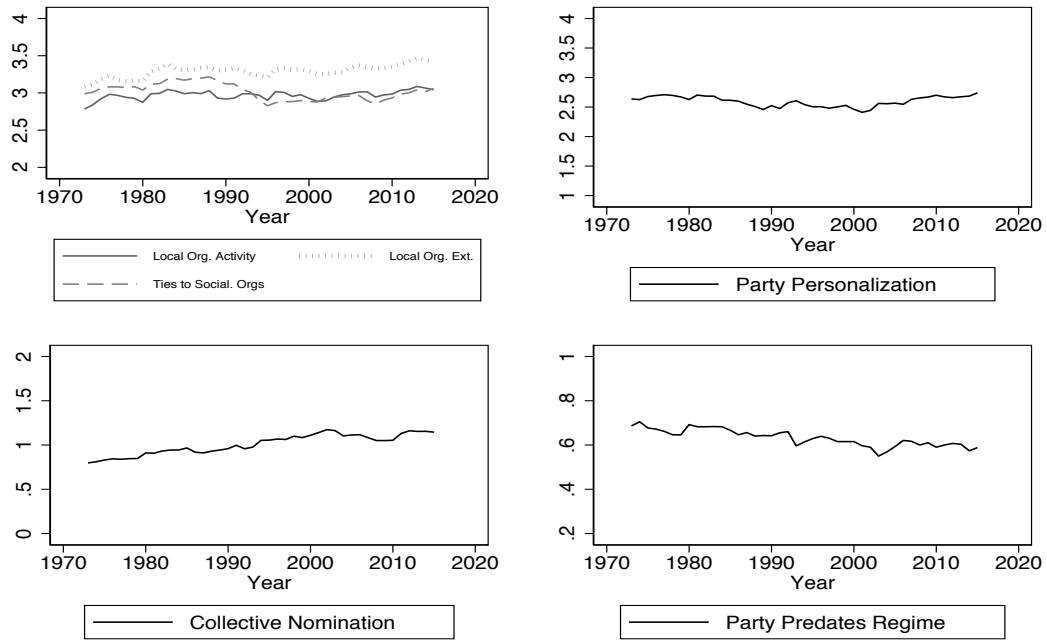 4
3.5
3
2.5
2
1970 1980 1990 2000 2010 2020
Year
Local Org. Activity Local Org. Ext.
Ties to Social. Orgs
4
3.5
3
2.5
2
1.5
1
1970 1980 1990 2000 2010 2020
Year
Party Personalization
2
1.5
1
.5
0
1970 1980 1990 2000 2010 2020
Year
Collective Nomination
1
.8
.6
.4
.2
1970 1980 1990 2000 2010 2020
Year
Party Predates Regime